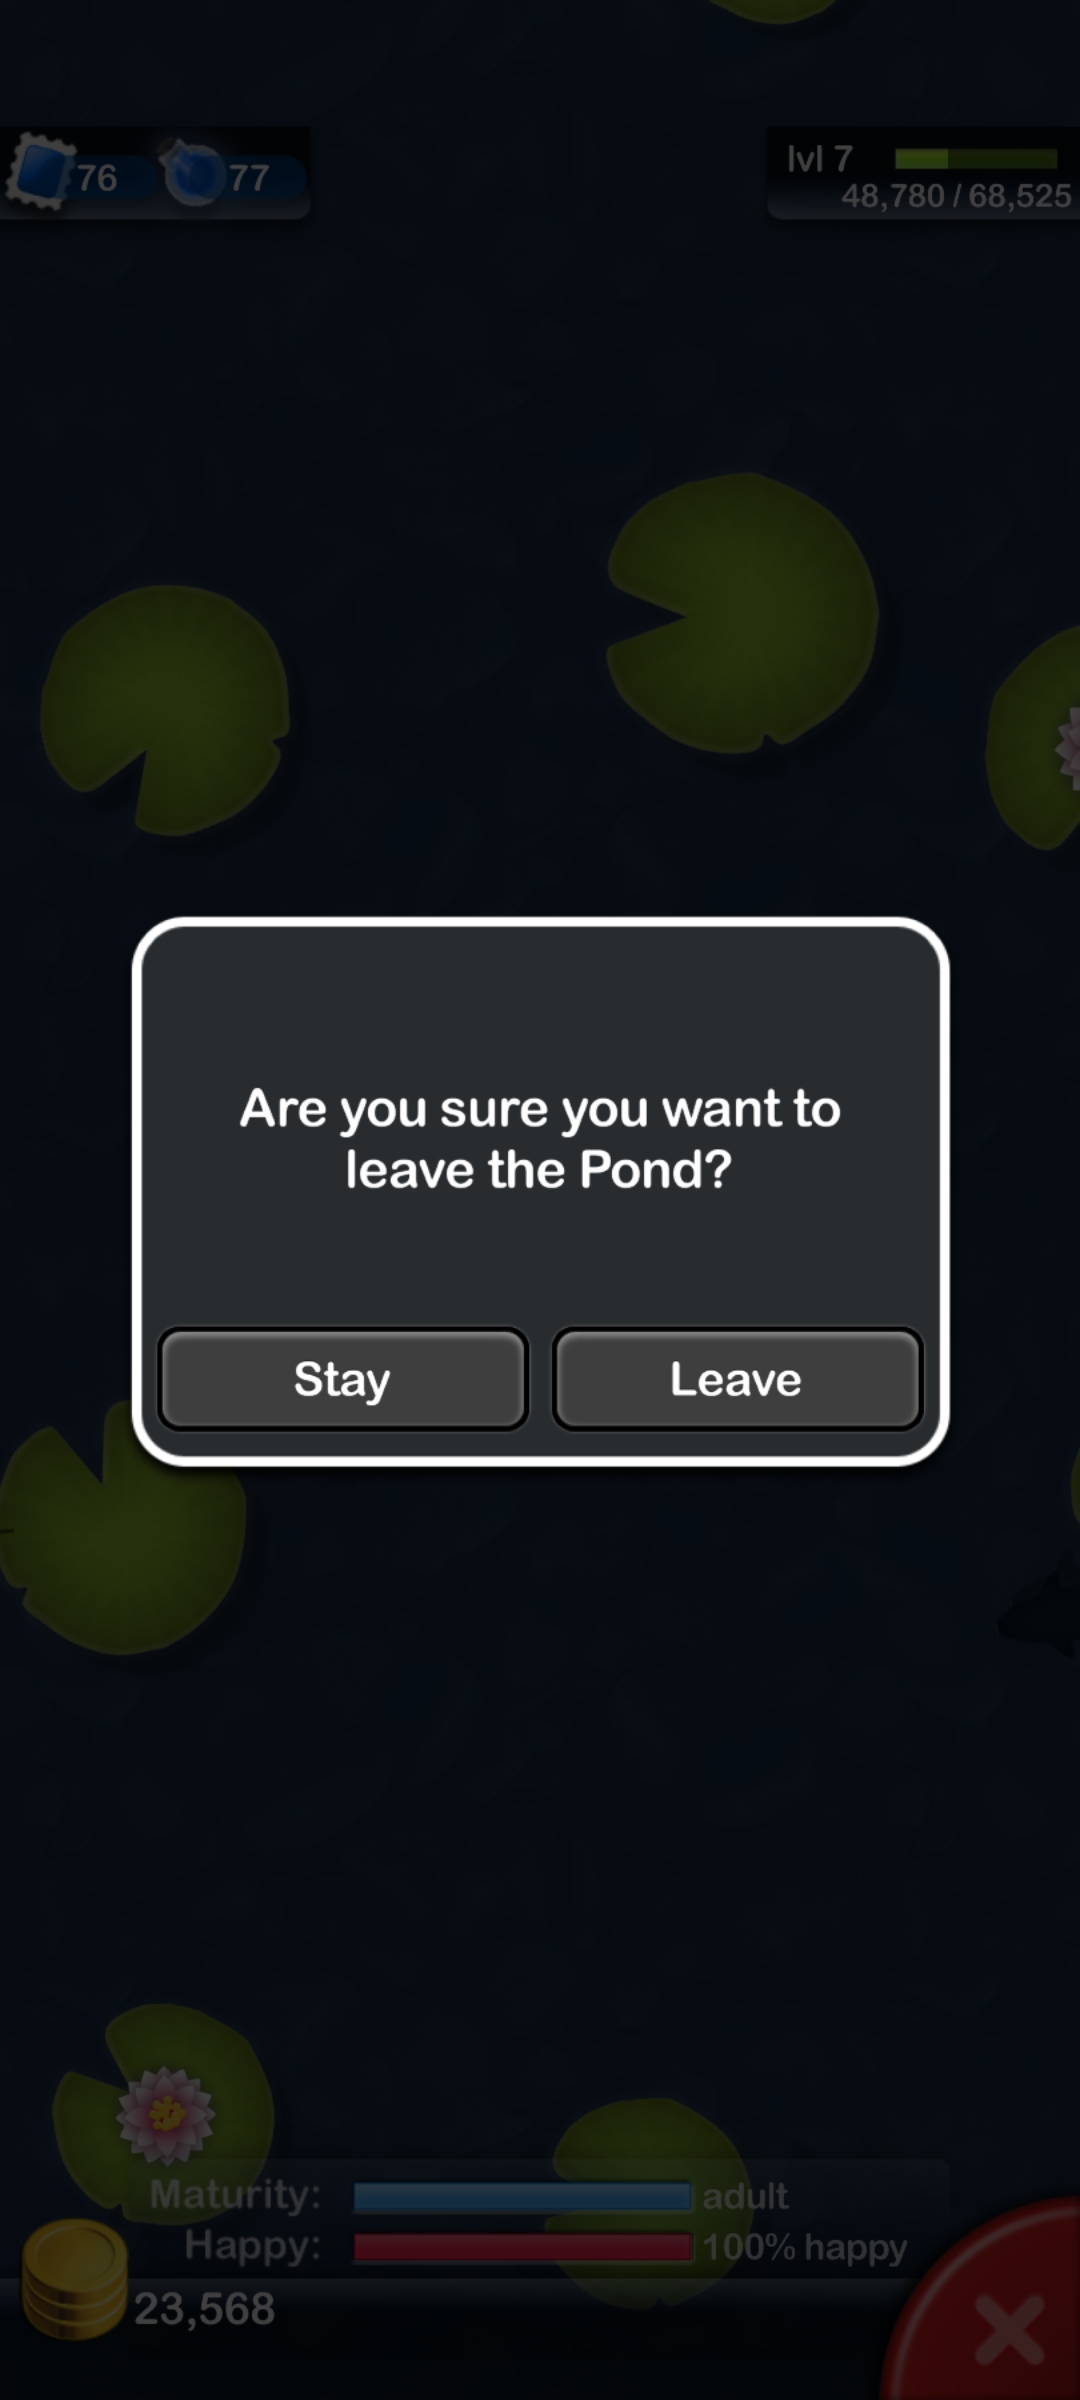 76 77
lvl 7
48,780 / 68,525
Are you sure you want to
leave the Pond?
Stay Leave
Maturity: adult
Happy: 100% happy
23,568